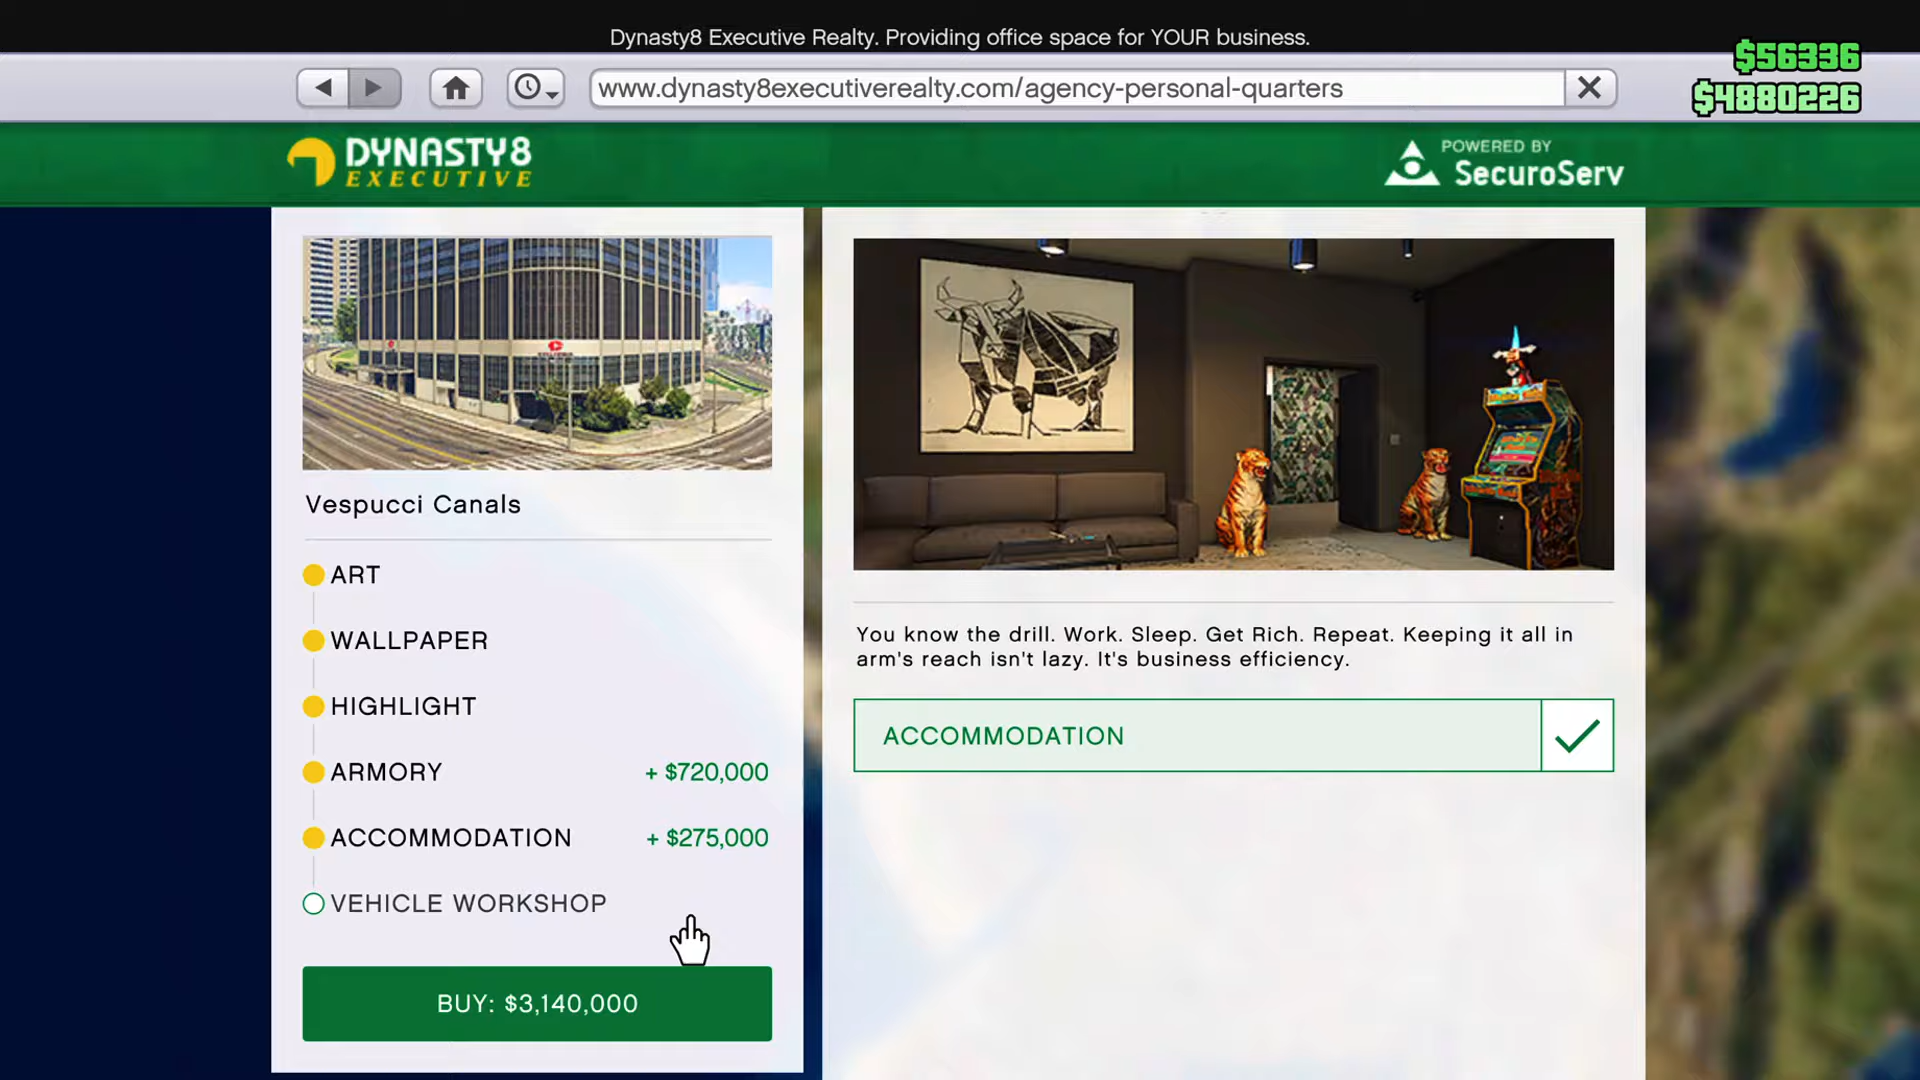 Dynasty8 Executive Realty. Providing office space for YOUR business.
$56336
www.dynasty8executiverealty.com/agency-personal-quarters
$4880226
DYNASTY8
EXECUTIVE
POWERED BY
SecuroServ
Vespucci Canals
ART
WALLPAPER
HIGHLIGHT
ARMORY + $720,000
ACCOMMODATION + $275,000
VEHICLE WORKSHOP
BUY: $3,140,000
You know the drill. Work. Sleep. Get Rich. Repeat. Keeping it all in
arm's reach isn't lazy. It's business efficiency.
ACCOMMODATION